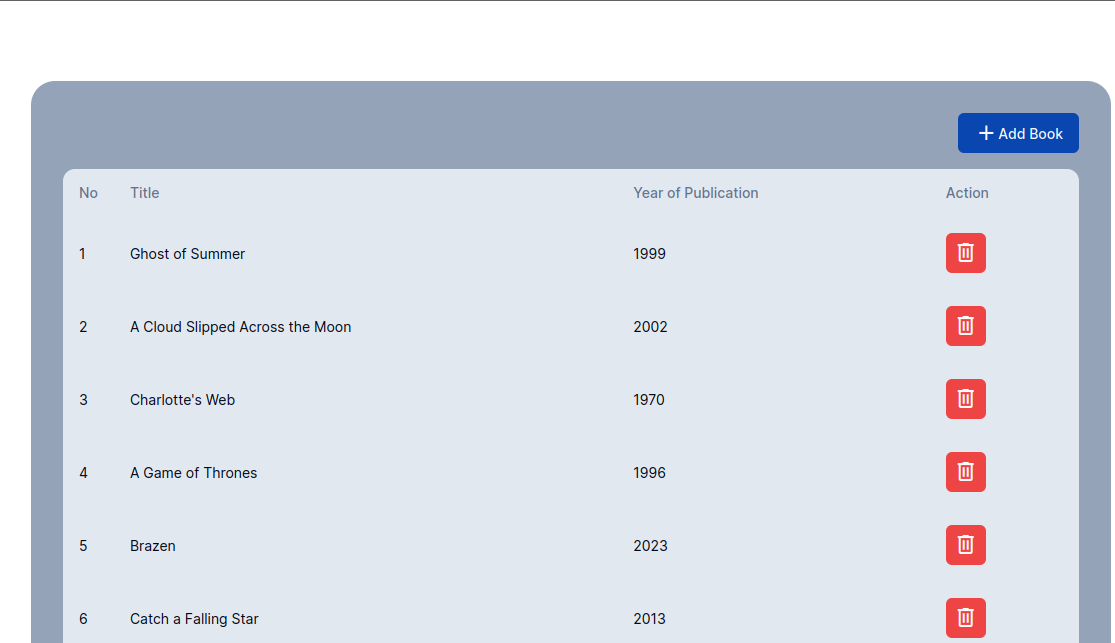 Add Book
No Title Year of Publication Action
1 Ghost of Summer 1999
2 A Cloud Slipped Across the Moon 2002
3 Charlotte's Web 1970
4 A Game of Thrones 1996
5 Brazen 2023
6 Catch a Falling Star 2013